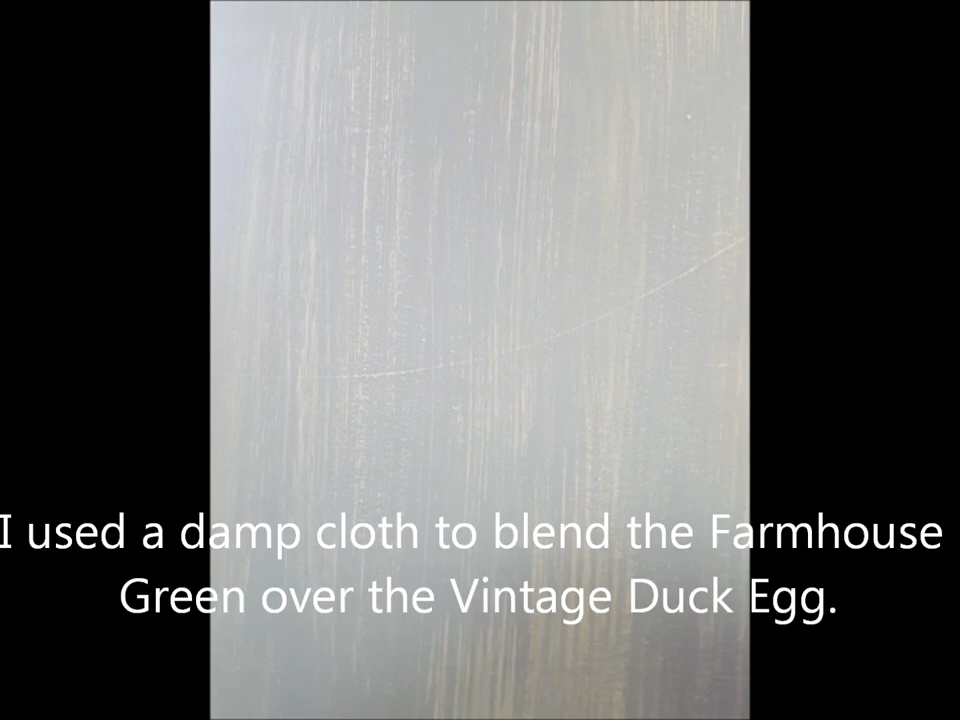 I used a damp cloth to blend the Farmhouse
Green over the Vintage Duck Egg.